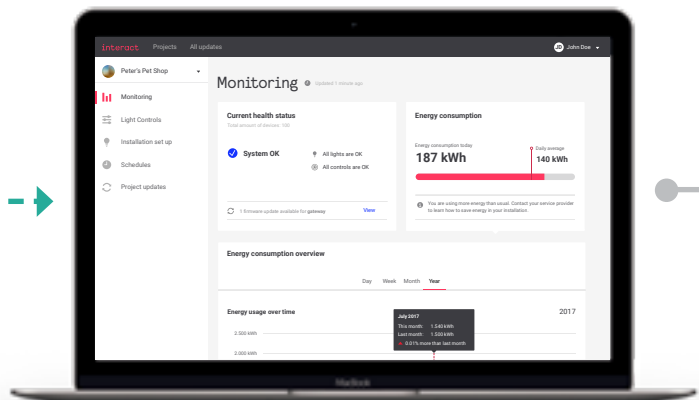 interact Projects All updates JD John Doe
Peter's Pet Shop
Monitoring
Light Controls
Installation set up
Schedules
Project updates
Monitoring Updated 1 minute ago
Current health status
Total amount of devices: 100
System OK
All lights are OK
All controls are OK
1 firmware update available for gateway View
Energy consumption
Energy consumption today
187 kWh
Daily average
140 kWh
You are using more energy than usual. Contact your service provider
to learn how to save energy in your installation.
Energy consumption overview
Day Week Month Year
Energy usage over time 2017
July 2017
This month: 1.540 kWh
Last month: 1.500 kWh
0.01% more than last month
2.500 kWh
2.000 kWh
MacBook